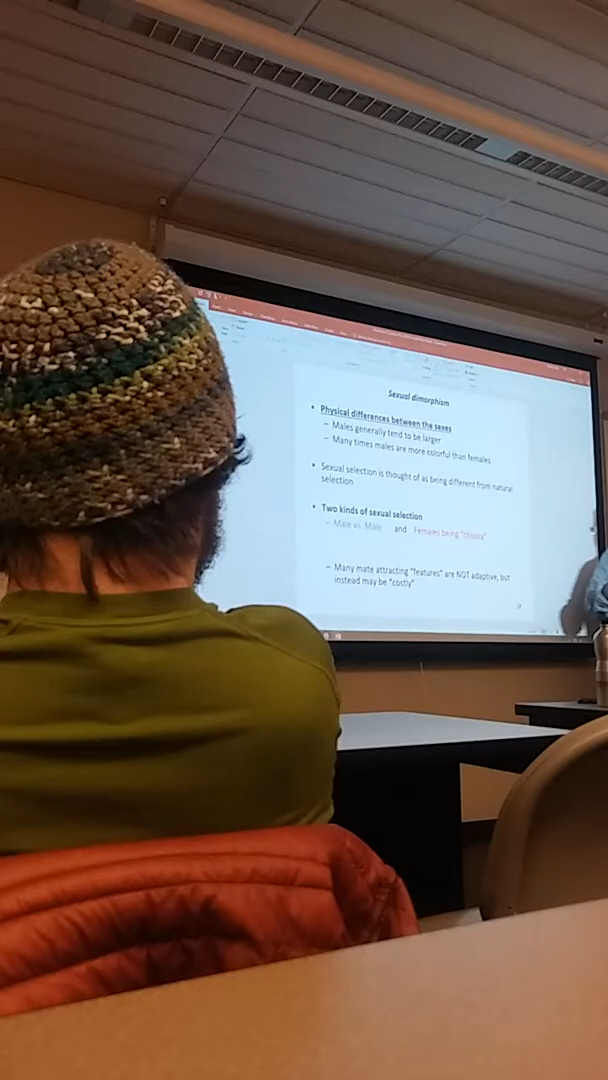 Sexual dimorphism
• Physical differences between the sexes
– Males generally tend to be larger
– Many times males are more colorful than females
• Sexual selection is thought of as being different from natural
selection
• Two kinds of sexual selection
– Male vs. Male and Females being "choosy"
– Many mate attracting "features" are NOT adaptive, but
instead may be "costly"